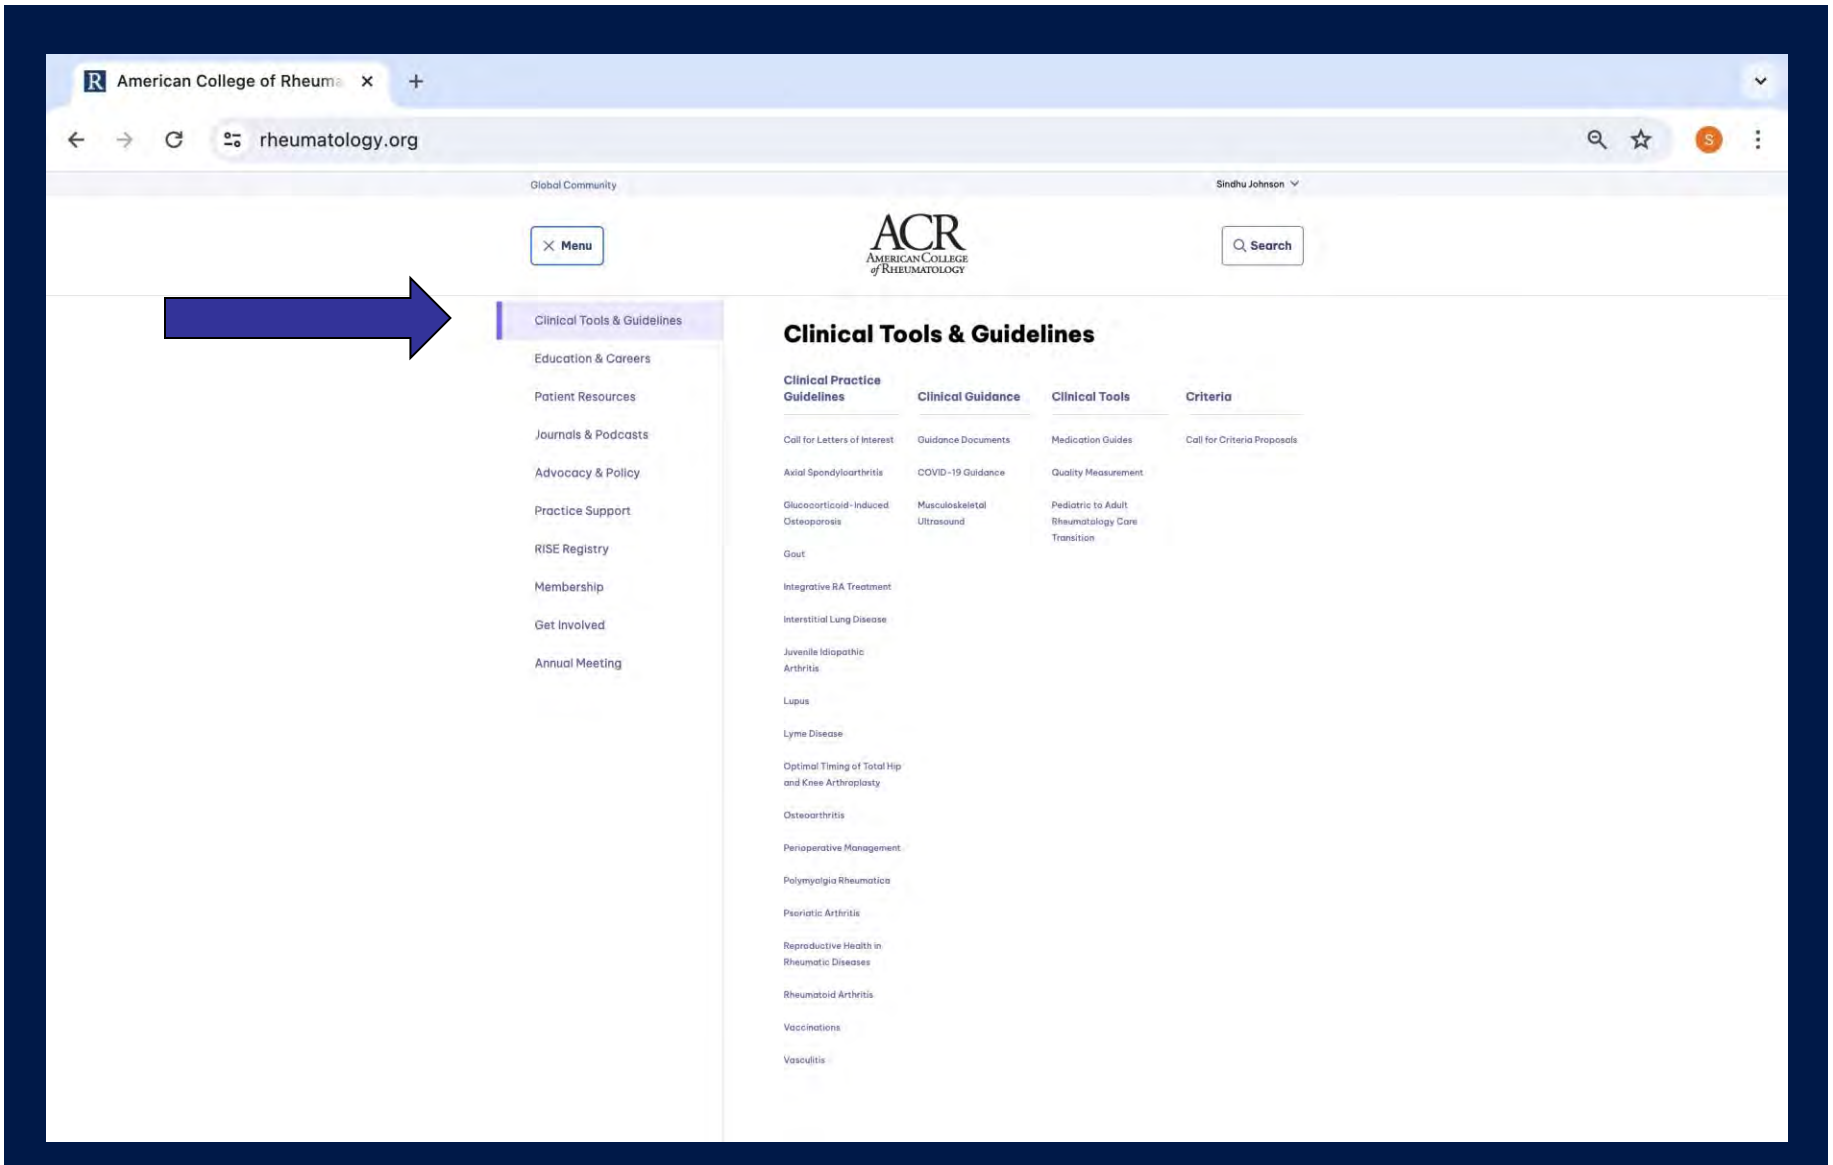 American College of Rheuma
rheumatology.org
S
Global Community
Sindhu Johnson
Menu
ACR
AMERICAN COLLEGE
of RHEUMATOLOGY
Search
Clinical Tools & Guidelines
Education & Careers
Patient Resources
Journals & Podcasts
Advocacy & Policy
Practice Support
RISE Registry
Membership
Get Involved
Annual Meeting
Clinical Tools & Guidelines
Clinical Practice
Guidelines
Call for Letters of Interest
Axial Spondyloarthritis
Glucocorticoid-Induced
Osteoporosis
Gout
Integrative RA Treatment
Interstitial Lung Disease
Juvenile Idiopathic
Arthritis
Lupus
Lyme Disease
Optimal Timing of Total Hip
and Knee Arthroplasty
Osteoarthritis
Perioperative Management
Polymyalgia Rheumatica
Psoriatic Arthritis
Reproductive Health in
Rheumatic Diseases
Rheumatoid Arthritis
Vaccinations
Vasculitis
Clinical Guidance
Guidance Documents
COVID-19 Guidance
Musculoskeletal
Ultrasound
Clinical Tools
Medication Guides
Quality Measurement
Pediatric to Adult
Rheumatology Care
Transition
Criteria
Call for Criteria Proposals